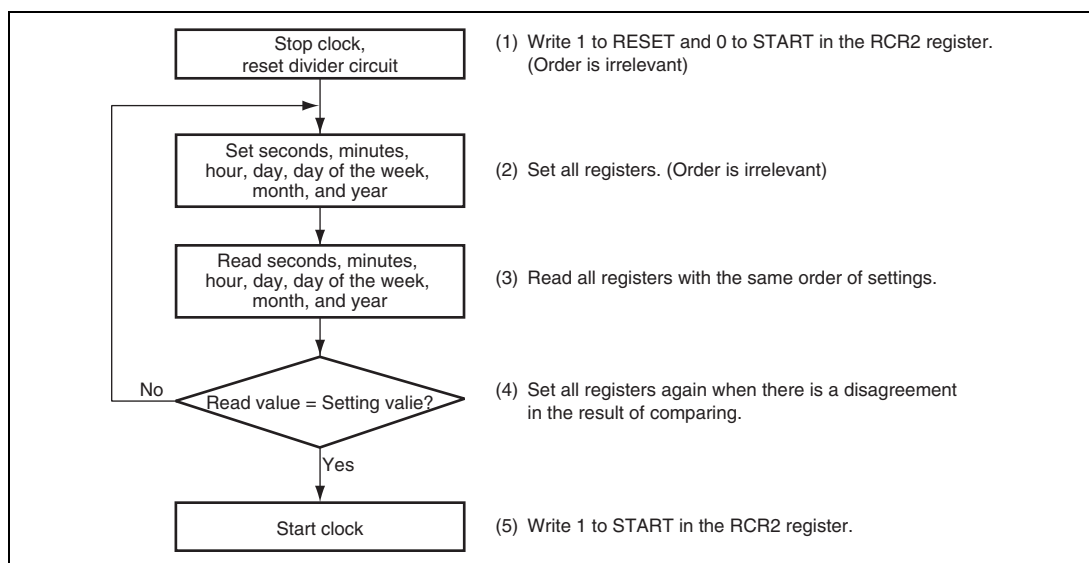 Stop clock,
reset divider circuit
(1) Write 1 to RESET and 0 to START in the RCR2 register.
(Order is irrelevant)
Set seconds, minutes,
hour, day, day of the week,
month, and year
(2) Set all registers. (Order is irrelevant)
Read seconds, minutes,
hour, day, day of the week,
month, and year
(3) Read all registers with the same order of settings.
No
Read value = Setting valie?
(4) Set all registers again when there is a disagreement
in the result of comparing.
Yes
Start clock
(5) Write 1 to START in the RCR2 register.